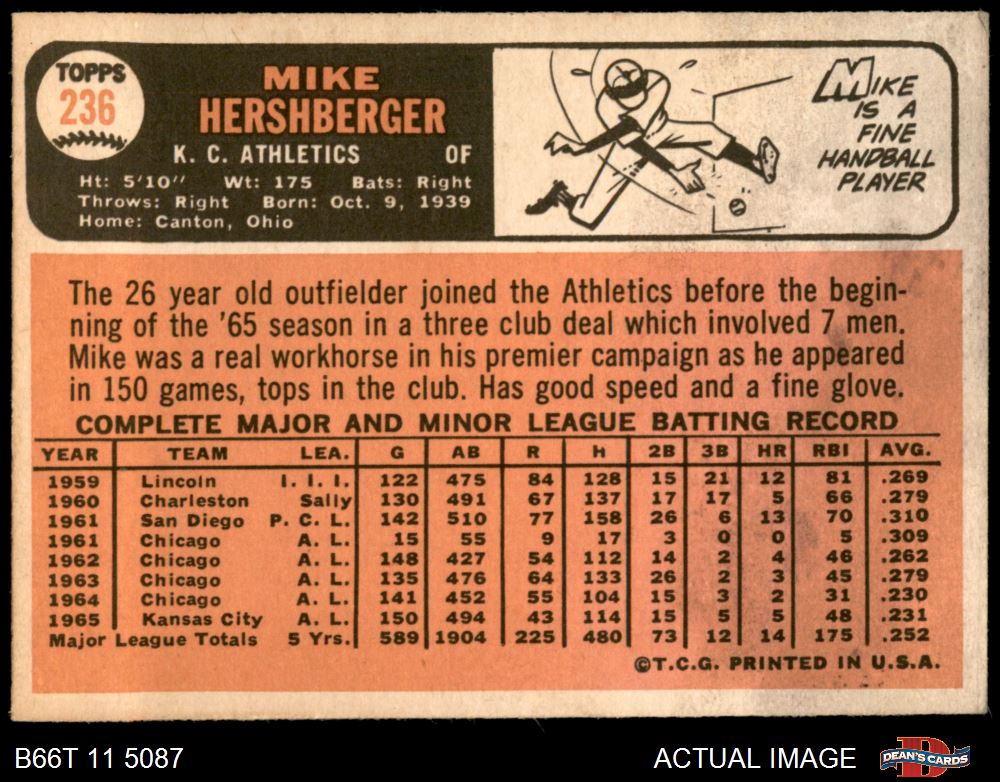 TOPPS
236
MIKE
HERSHBERGER
K. C. ATHLETICS OF
Ht: 5'10" Wt: 175 Bats: Right
Throws: Right Born: Oct. 9, 1939
Home: Canton, Ohio
MIKE
IS A
FINE
HANDBALL
PLAYER
The 26 year old outfielder joined the Athletics before the begin-
ning of the '65 season in a three club deal which involved 7 men.
Mike was a real workhorse in his premier campaign as he appeared
in 150 games, tops in the club. Has good speed and a fine glove.
COMPLETE MAJOR AND MINOR LEAGUE BATTING RECORD
YEAR TEAM LEA. G AB R H 2B 3B HR RBI AVG.
1959 Lincoln I. I. I. 122 475 84 128 15 21 12 81 .269
1960 Charleston Sally 130 491 67 137 17 17 5 66 .279
1961 San Diego P. C. L. 142 510 77 158 26 6 13 70 .310
1961 Chicago A. L. 15 55 9 17 3 0 0 5 .309
1962 Chicago A. L. 148 427 54 112 14 2 4 46 .262
1963 Chicago A. L. 135 476 64 133 26 2 3 45 .279
1964 Chicago A. L. 141 452 55 104 15 3 2 31 .230
1965 Kansas City A. L. 150 494 43 114 15 5 5 48 .231
Major League Totals 5 Yrs. 589 1904 225 480 73 12 14 175 .252
©T.C.G. PRINTED IN U.S.A.
B66T 11 5087 ACTUAL IMAGE
DEAN'S CARDS